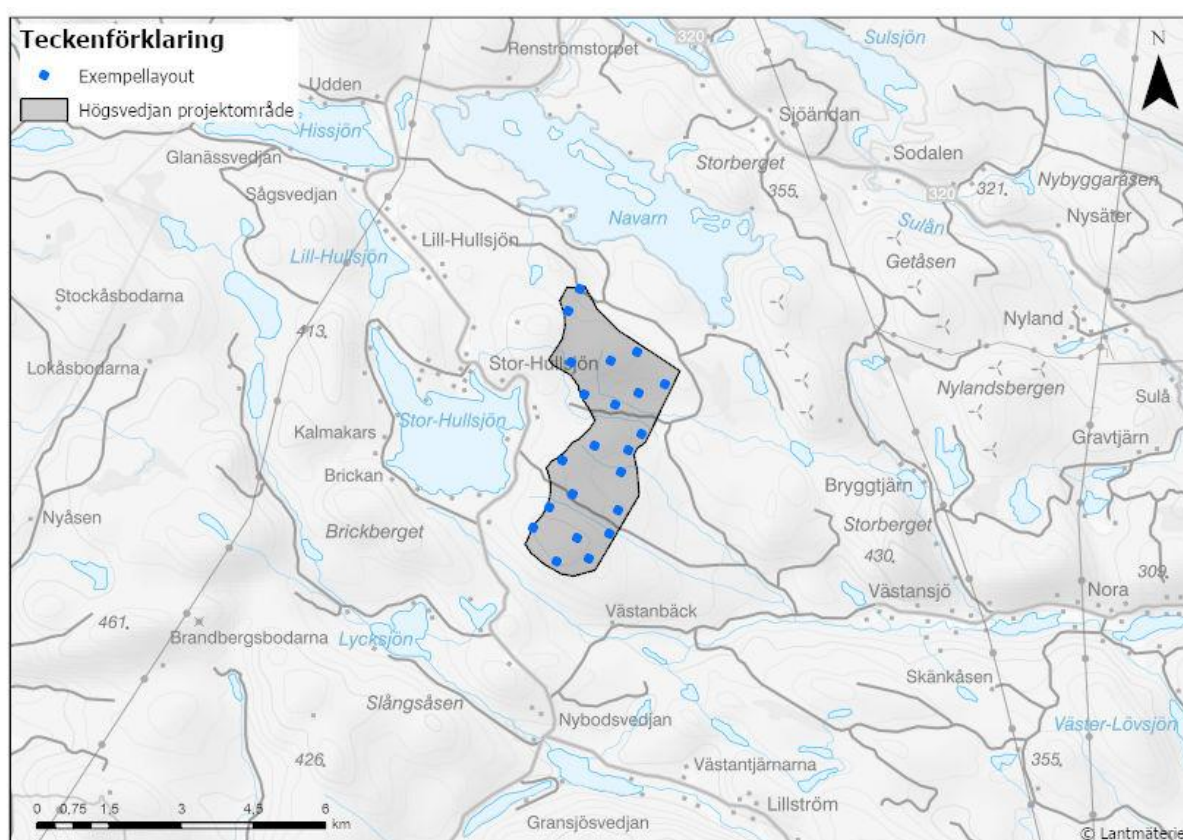 Teckenförklaring
Exempellayout
Högsvedjan projektområde
N
Renströmstorpet
320
Sulsjön
Udden
Hissjön
Sjöändan
Glanässvedjan
Storberget
Sodalen
355
320
321
Nybyggaråsen
Sågsvedjan
Navarn
Sulån
Nysäter
Lill-Hullsjön
Lill-Hullsjön
Getåsen
Stockåsbodarna
Nyland
413
Lokåsbodarna
Stor-Hullsjön
Nylandsbergen
Sulå
Stor-Hullsjön
Kalmakars
Gravtjärn
Brickan
Bryggtjärn
Nyåsen
Brickberget
Storberget
430
309
Västansjö
Nora
461
Västanbäck
Brandbergsbodarna
Lycksjön
Skänkåsen
Slångsåsen
Nybodsvedjan
Väster-Lövsjön
426
Västantjärnarna
355
Lillström
0 0,75 1,5 3 4,5 6
km
Gransjösvedjan
© Lantmäterie